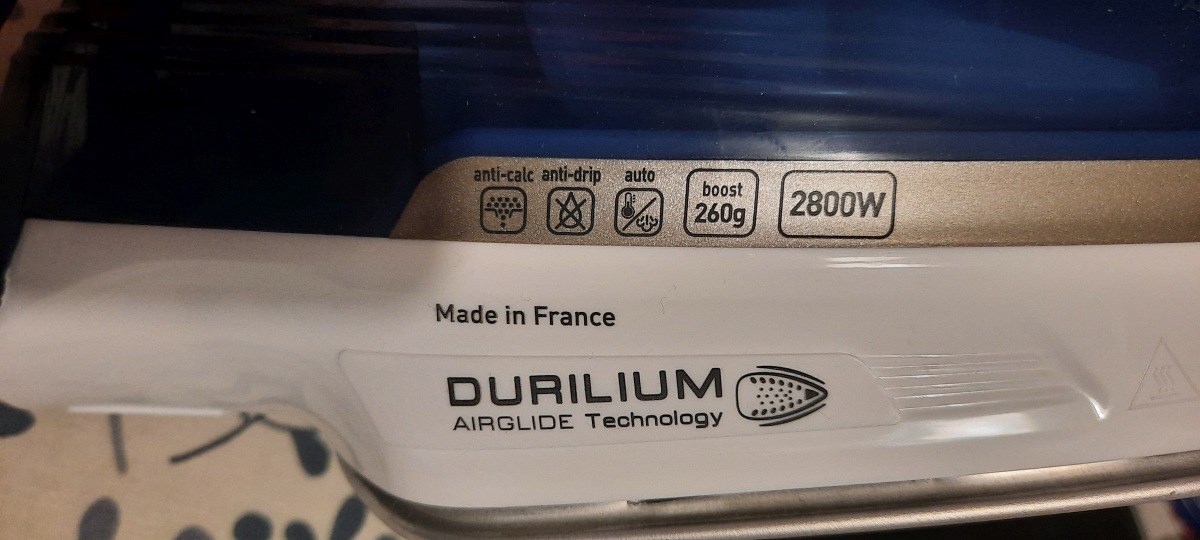 anti-calc anti-drip auto
boost
260g
2800W
Made in France
DURILIUM
AIRGLIDE Technology